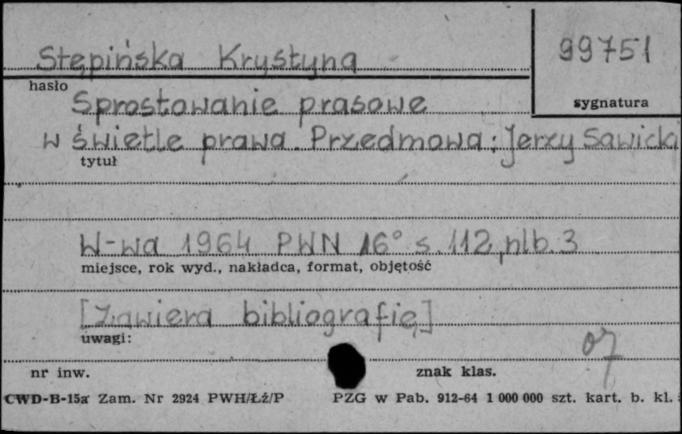 Stępińska Krystyna
99751
hasło
sygnatura
Sprostowanie prasowe
w świetle prawa. Przedmowa: Jerzy Sawicki
tytuł
W-wa 1964 PWN 16° s. 112, nlb. 3
miejsce, rok wyd., nakładca, format, objętość
[Zawiera bibliografię]
uwagi:
07
nr inw.
znak klas.
CWD-B-15a Zam. Nr 2924 PWH/Łź/P PZG w Pab. 912-64 1 000 000 szt. kart. b. kl.